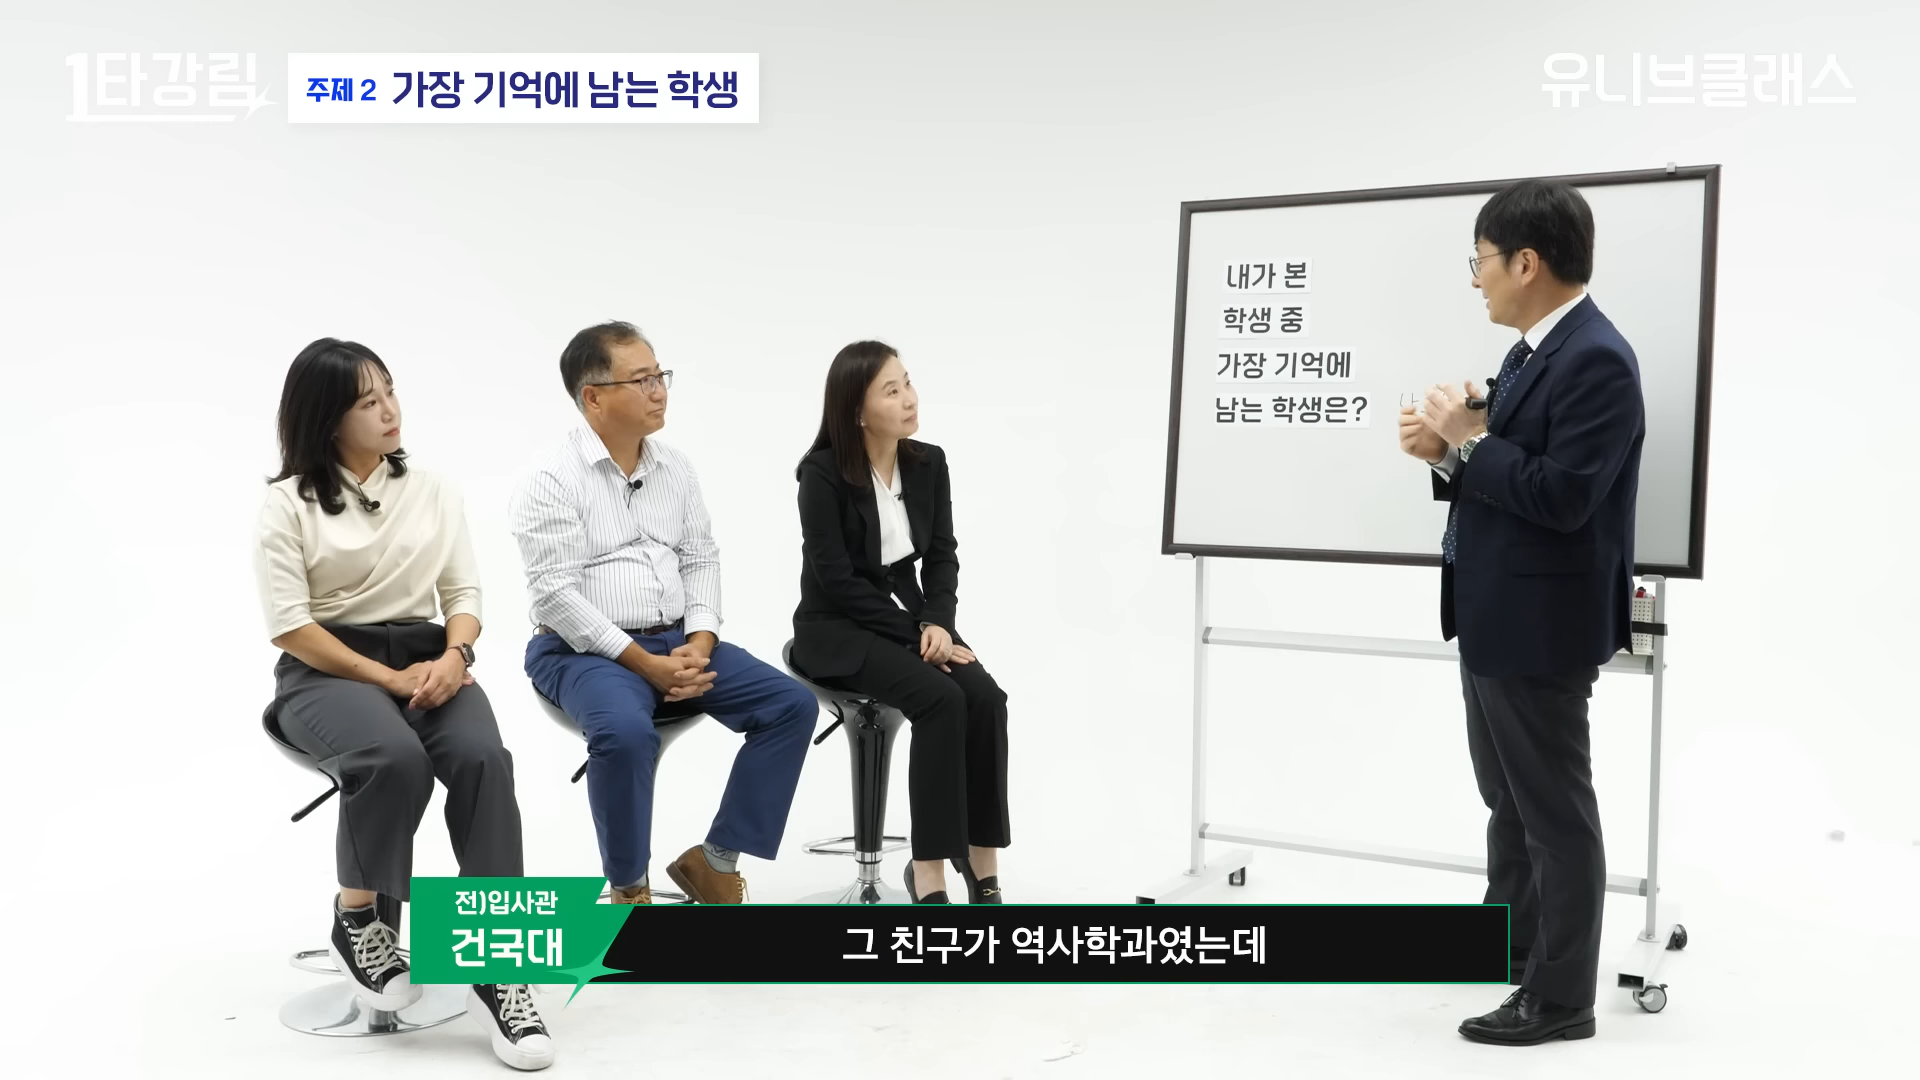 1타강림
주제 2 가장 기억에 남는 학생
유니브클래스
내가 본
학생 중
가장 기억에
남는 학생은?
전)입사관
건국대
그 친구가 역사학과였는데